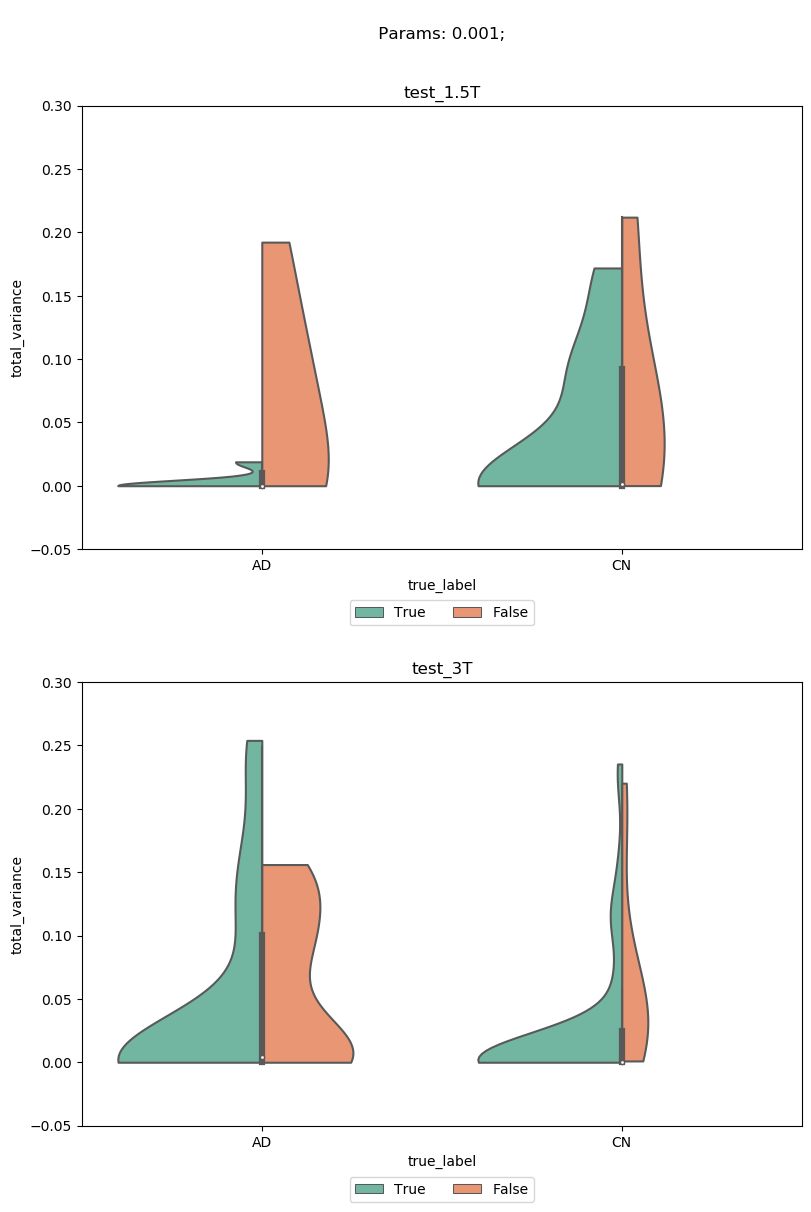 Params: 0.001;
test_1.5T
0.30
0.25
0.20
0.15
0.10
0.05
0.00
−0.05
total_variance
AD CN
true_label
True False
test_3T
0.30
0.25
0.20
0.15
0.10
0.05
0.00
−0.05
total_variance
AD CN
true_label
True False